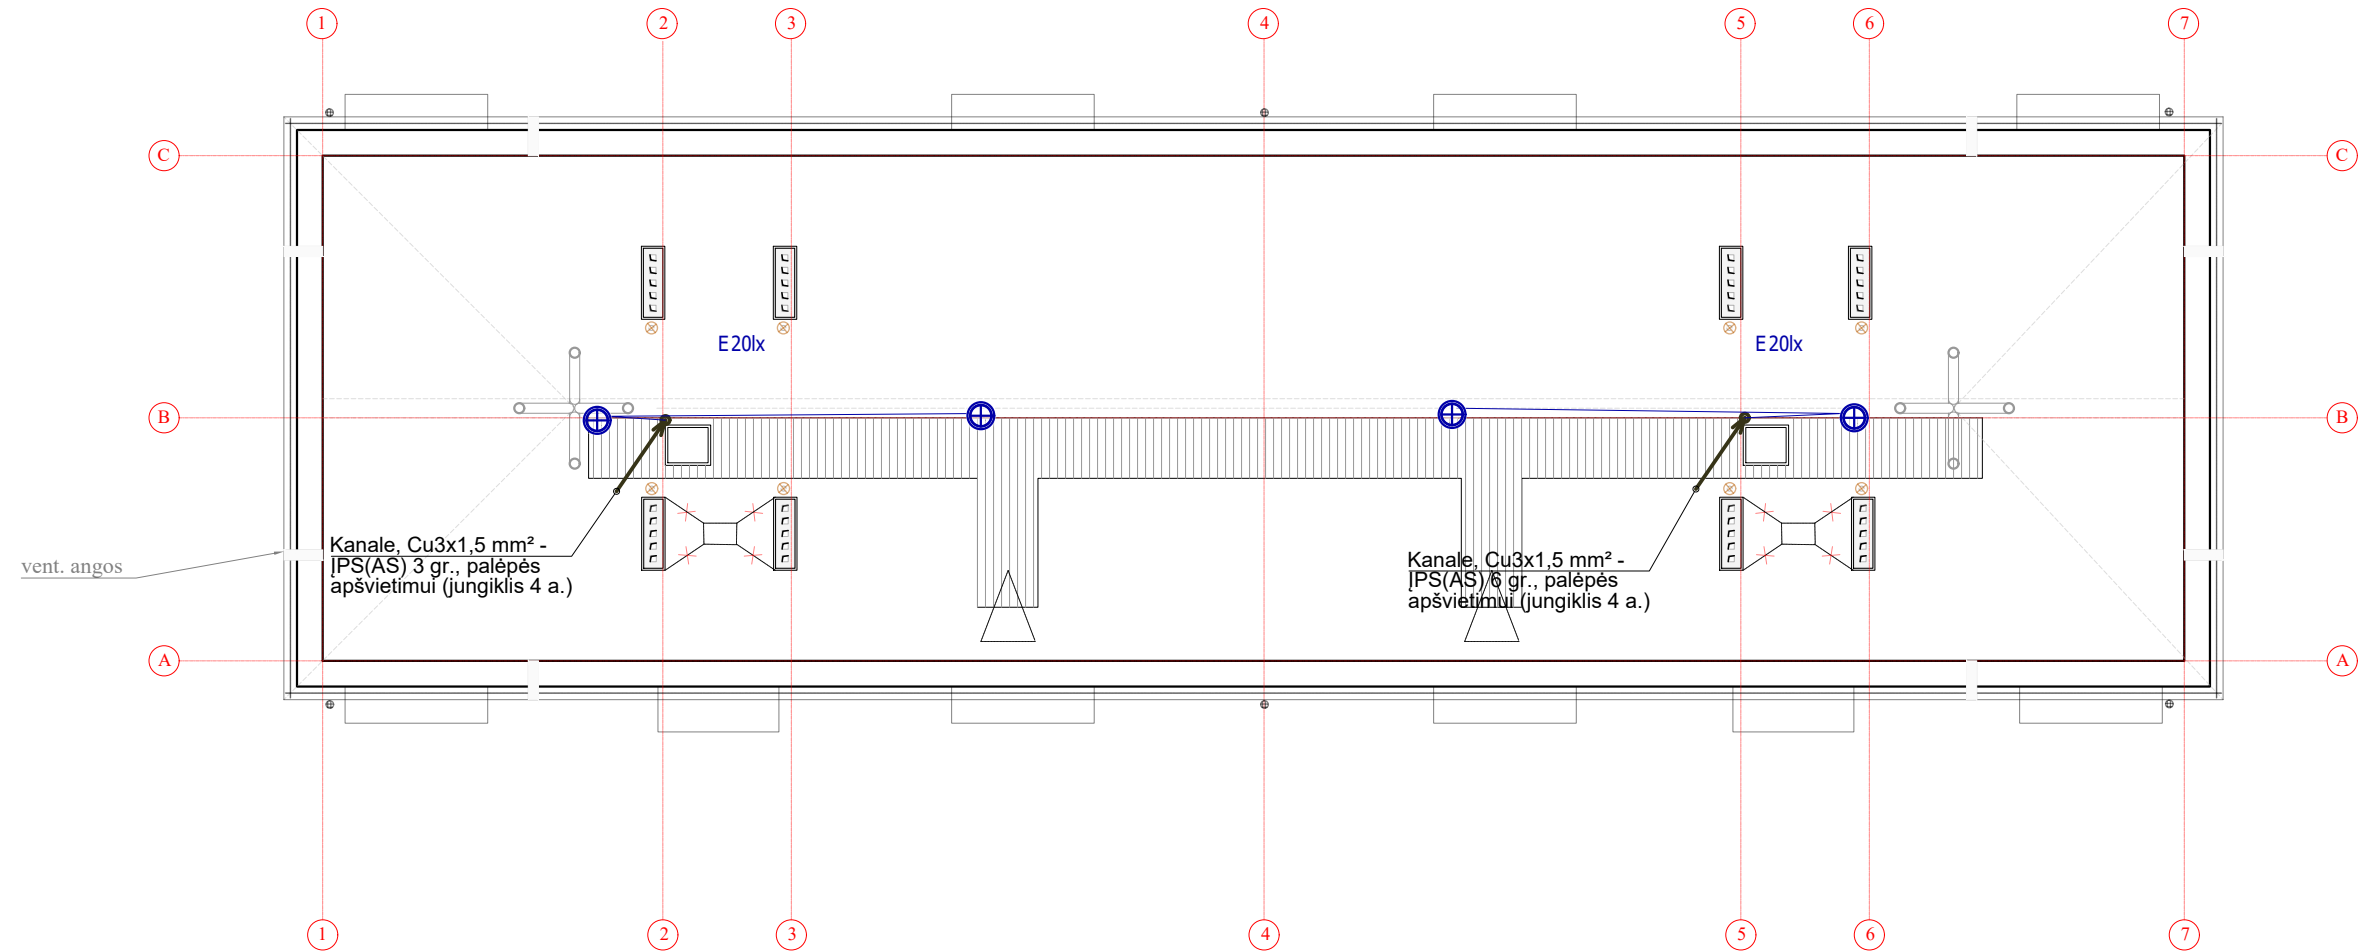 1 2 3 4 5 6 7
C C
E20lx E20lx
B B
Kanale, Cu3x1,5 mm² -
ĮPS(AS) 3 gr., palėpės
apšvietimui (jungiklis 4 a.)
Kanale, Cu3x1,5 mm² -
ĮPS(AS) 6 gr., palėpės
apšvietimui (jungiklis 4 a.)
vent. angos
A A
1 2 3 4 5 6 7